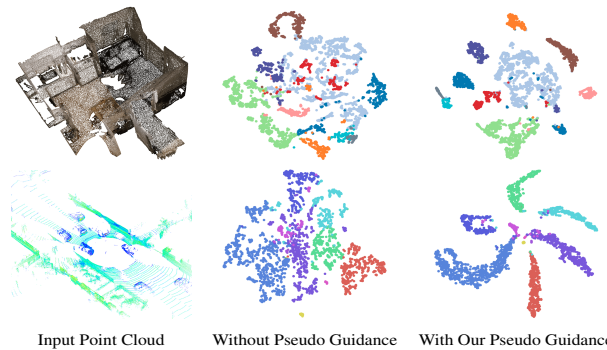 Input Point Cloud
Without Pseudo Guidance
With Our Pseudo Guidance